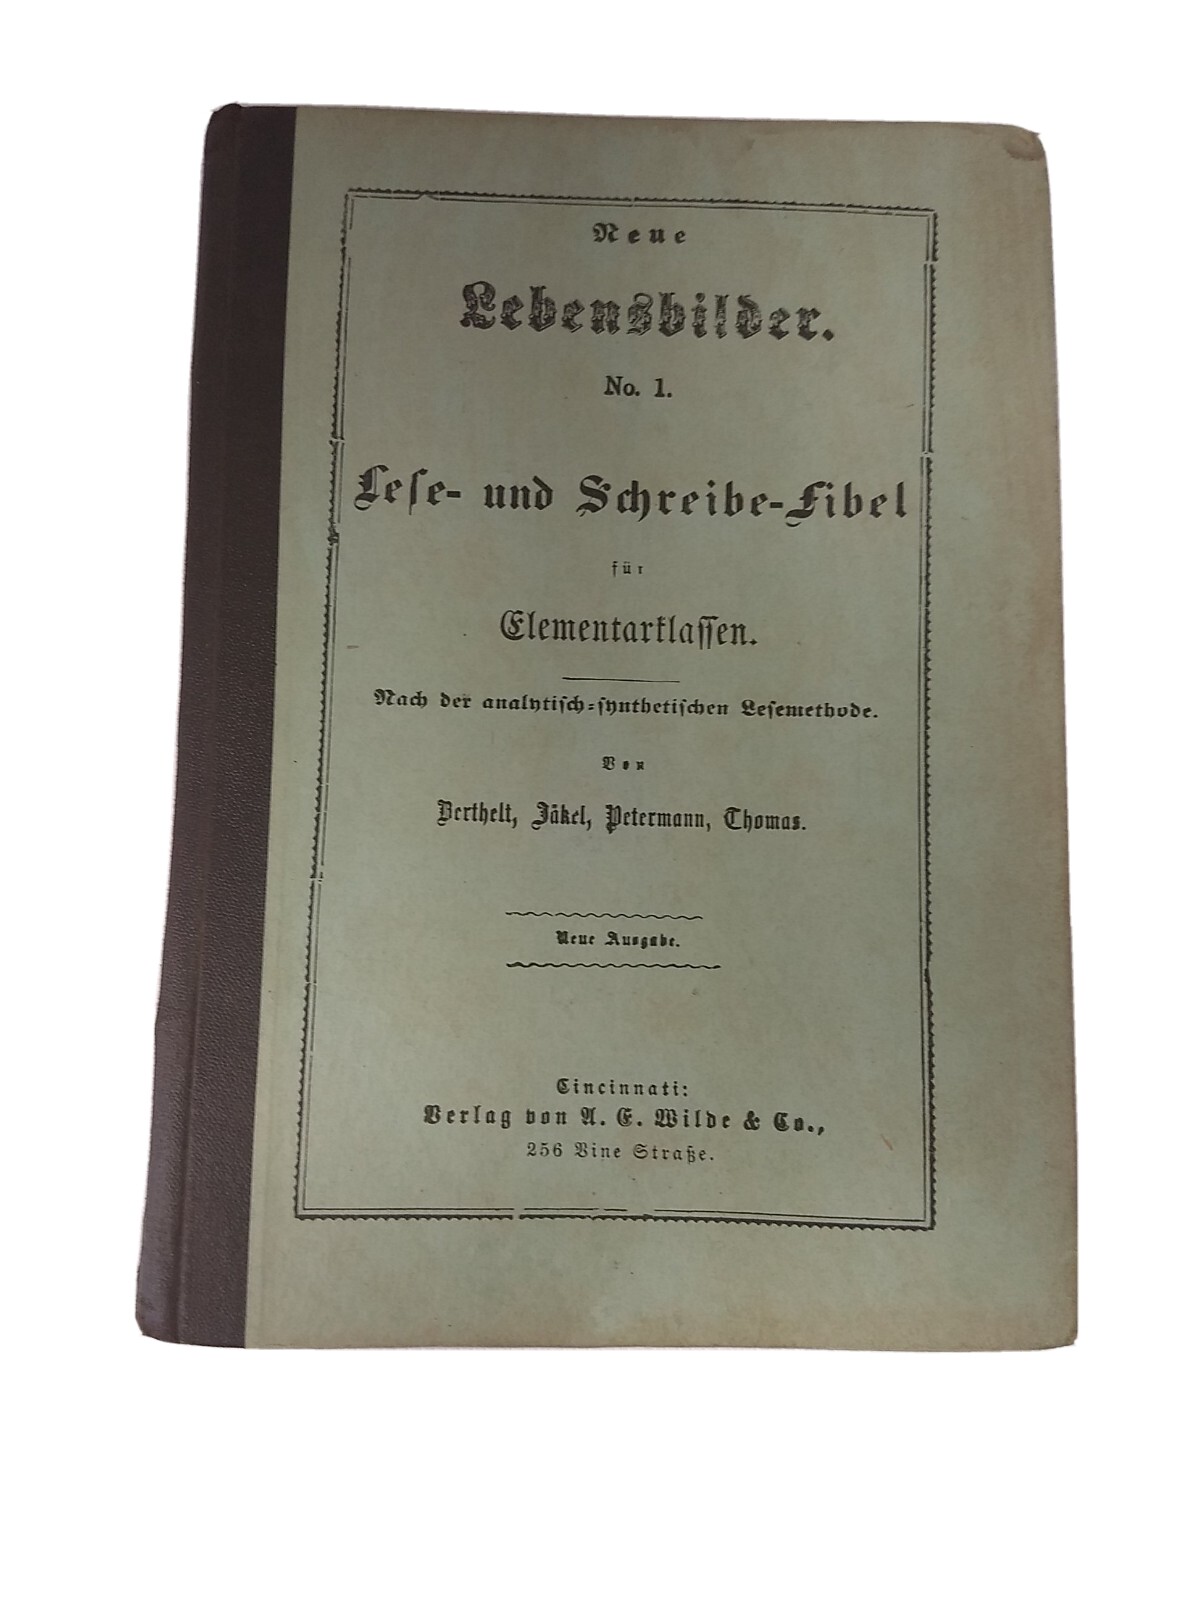 Neue
Lebensbilder.
No. 1.
Lese- und Schreibe-Fibel
für
Elementarklassen.
Nach der analytisch-synthetischen Lesemethode.
Von
Berthelt, Jäkel, Petermann, Thomas.
Neue Ausgabe.
Cincinnati:
Verlag von A. E. Wilde & Co.,
256 Vine Straße.